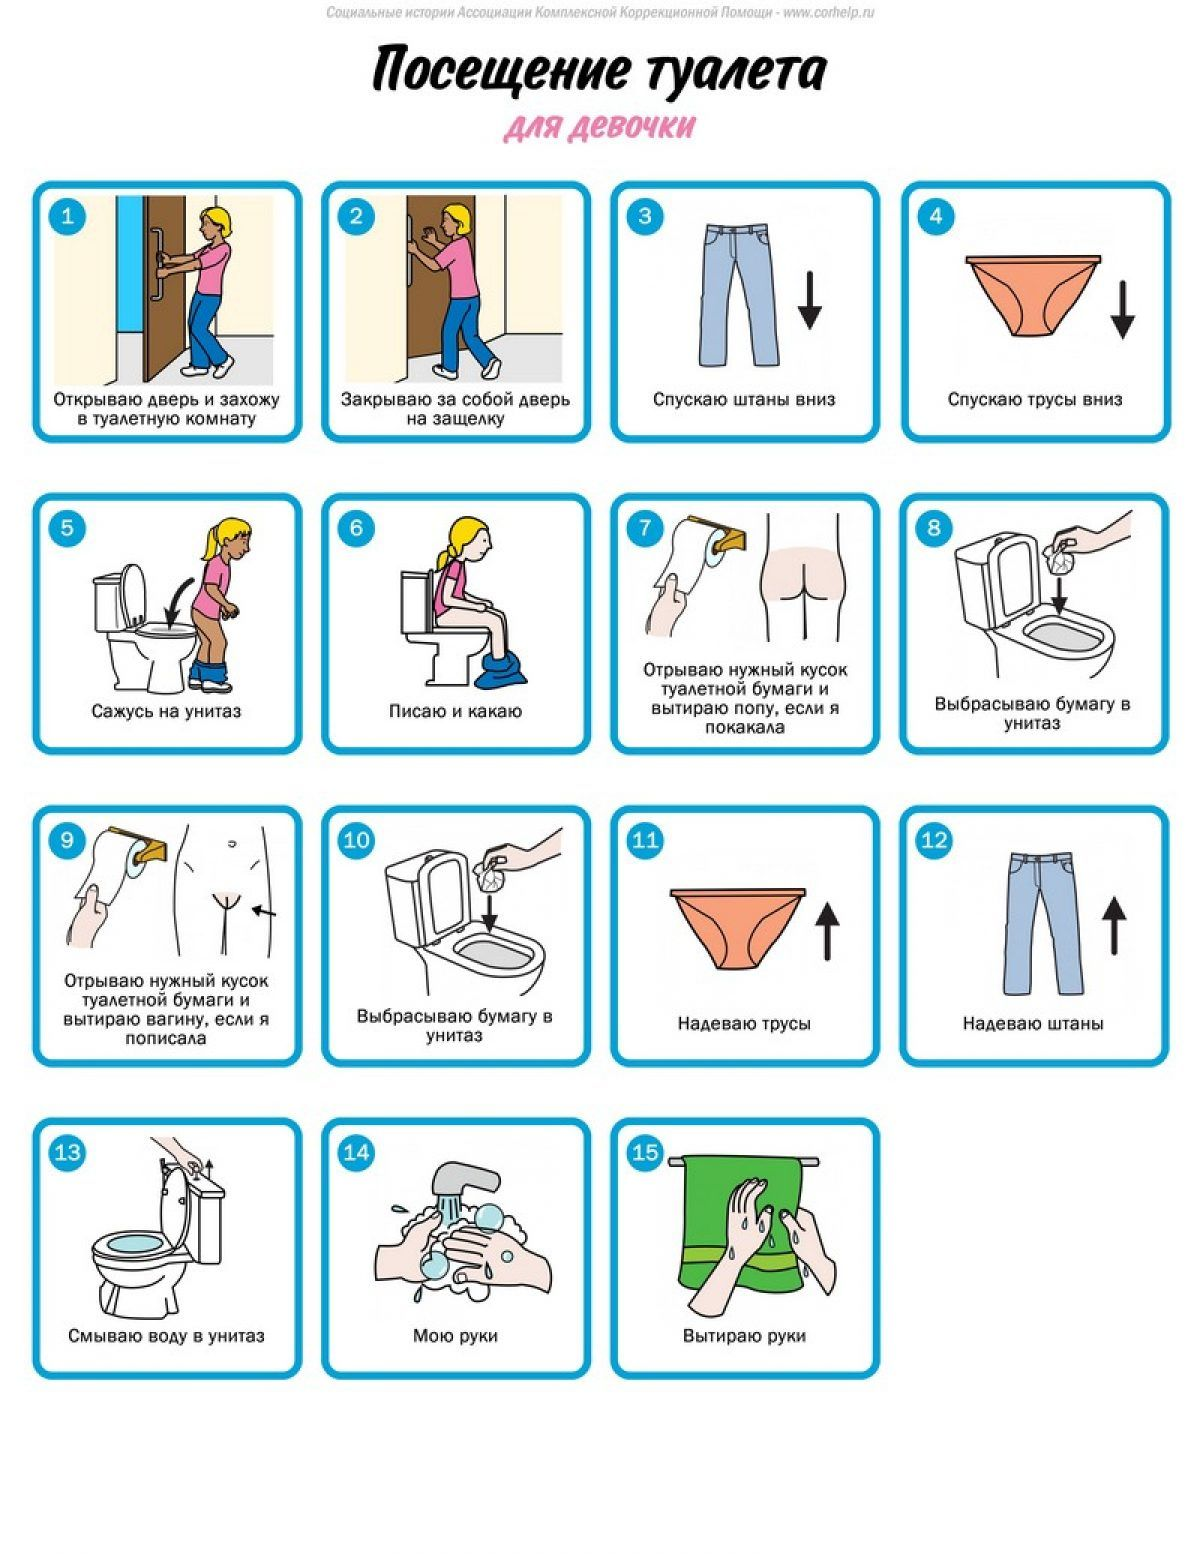 Социальные истории Ассоциации Комплексной Коррекционной Помощи - www.corhelp.ru
Посещение туалета
для девочки
1
Открываю дверь и захожу
в туалетную комнату
2
Закрываю за собой дверь
на защелку
3
Спускаю штаны вниз
4
Спускаю трусы вниз
5
Сажусь на унитаз
6
Писаю и какаю
7
Отрываю нужный кусок
туалетной бумаги и
вытираю попу, если я
покакала
8
Выбрасываю бумагу в
унитаз
9
Отрываю нужный кусок
туалетной бумаги и
вытираю вагину, если я
пописала
10
Выбрасываю бумагу в
унитаз
11
Надеваю трусы
12
Надеваю штаны
13
Смываю воду в унитаз
14
Мою руки
15
Вытираю руки